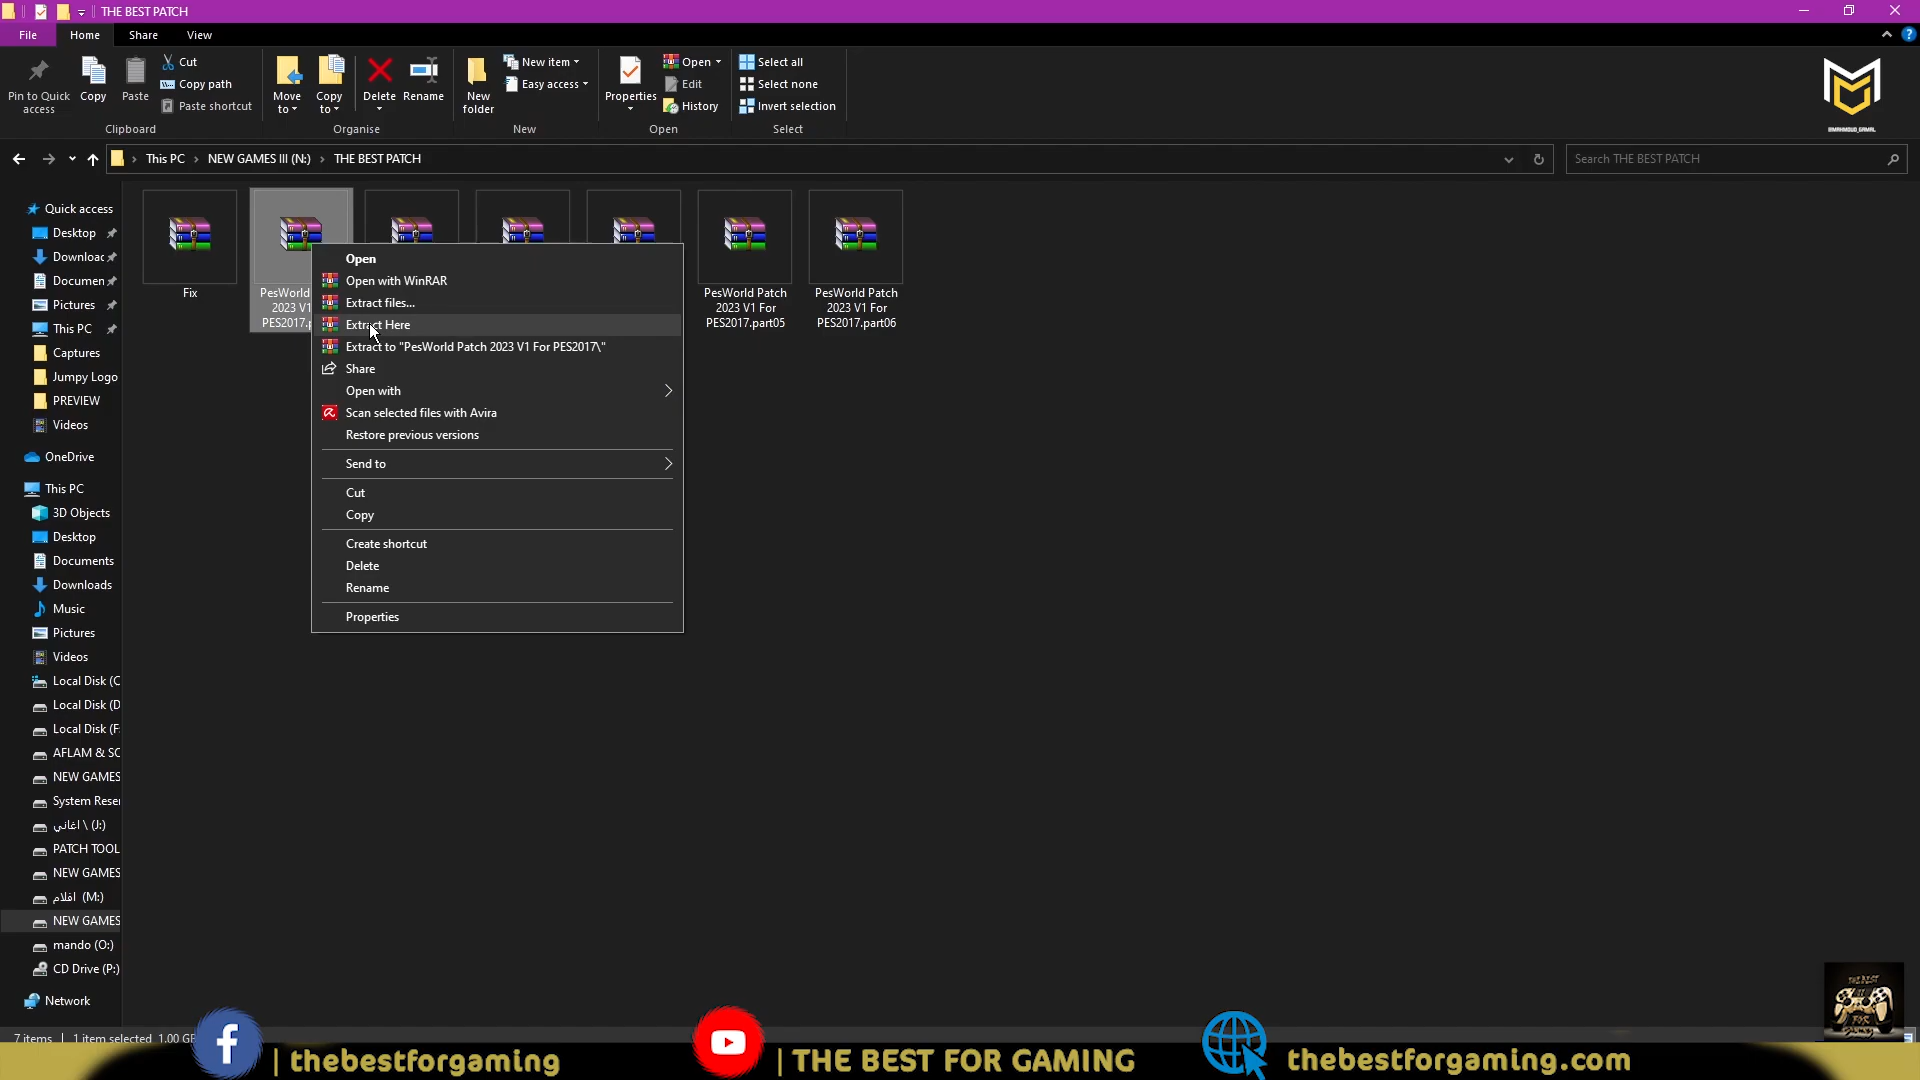 THE BEST PATCH
File Home Share View
Pin to Quick access
Copy
Paste
Cut
Copy path
Paste shortcut
Clipboard
Move to
Copy to
Delete
Rename
Organise
New folder
New item
Easy access
New
Properties
Open
Edit
History
Open
Select all
Select none
Invert selection
Select
This PC NEW GAMES III (N:) THE BEST PATCH
Search THE BEST PATCH
Quick access
Desktop
Downloac
Documen
Pictures
This PC
Captures
Jumpy Logo
PREVIEW
Videos
OneDrive
This PC
3D Objects
Desktop
Documents
Downloads
Music
Pictures
Videos
Local Disk (C
Local Disk (D
Local Disk (F
AFLAM & SC
NEW GAMES
System Reser
اغاني \ (J:)
PATCH TOOL
NEW GAMES
افلام (M:)
NEW GAMES
mando (O:)
CD Drive (P:)
Network
Fix
PesWorld
2023 V1
PES2017.p
PesWorld Patch
2023 V1 For
PES2017.part05
PesWorld Patch
2023 V1 For
PES2017.part06
Open
Open with WinRAR
Extract files...
Extract Here
Extract to "PesWorld Patch 2023 V1 For PES2017\"
Share
Open with
Scan selected files with Avira
Restore previous versions
Send to
Cut
Copy
Create shortcut
Delete
Rename
Properties
7 items 1 item selected 1.00 GE
| thebestforgaming
| THE BEST FOR GAMING
thebestforgaming.com